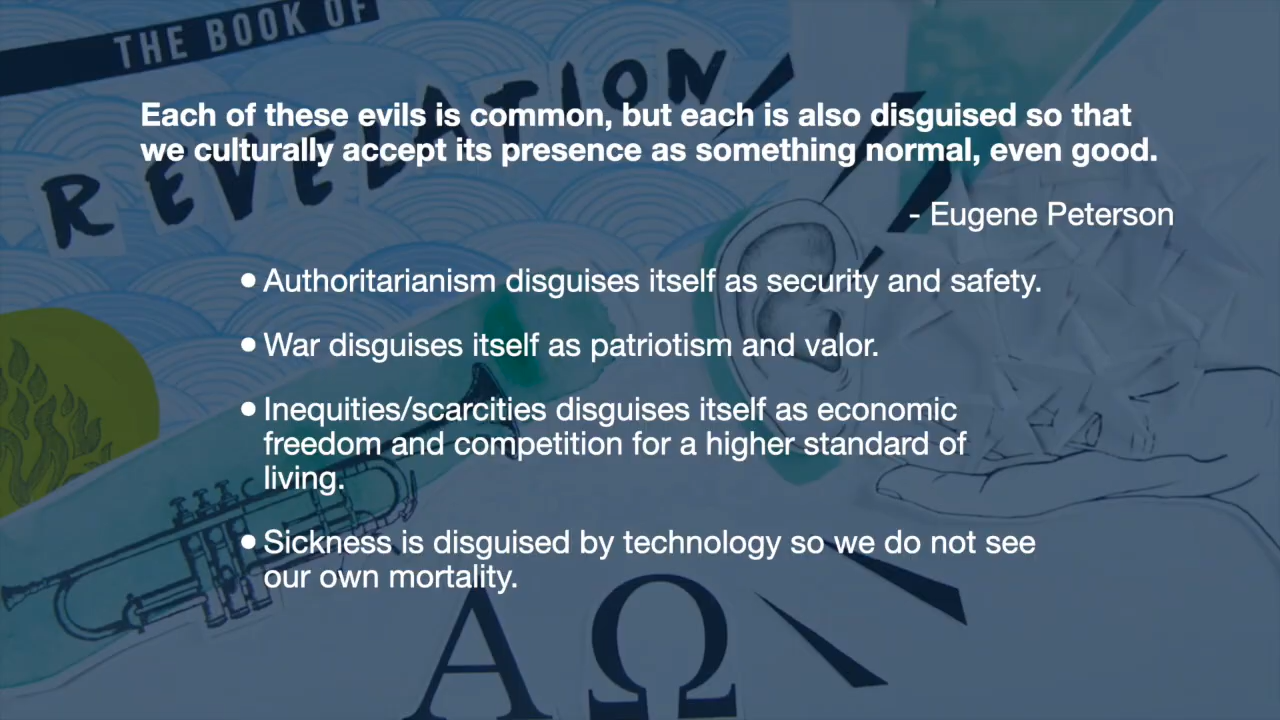 THE BOOK OF
REVELATION
Each of these evils is common, but each is also disguised so that
we culturally accept its presence as something normal, even good.
- Eugene Peterson
● Authoritarianism disguises itself as security and safety.
● War disguises itself as patriotism and valor.
● Inequities/scarcities disguises itself as economic
freedom and competition for a higher standard of
living.
● Sickness is disguised by technology so we do not see
our own mortality.
ΑΩ